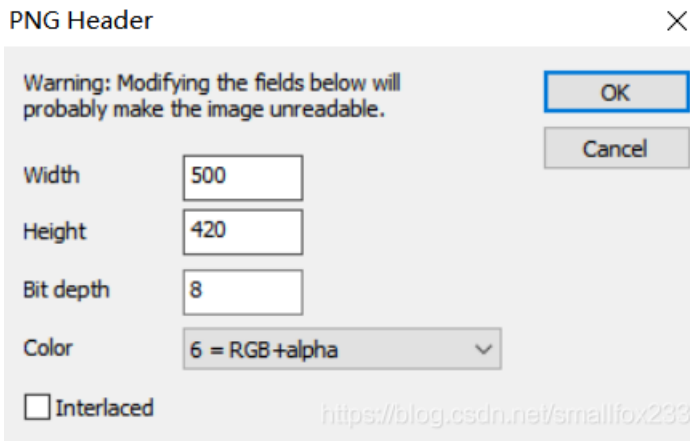 PNG Header
Warning: Modifying the fields below will
probably make the image unreadable.
OK
Cancel
Width
500
Height
420
Bit depth
8
Color
6 = RGB+alpha
Interlaced
https://blog.csdn.net/smallfox233